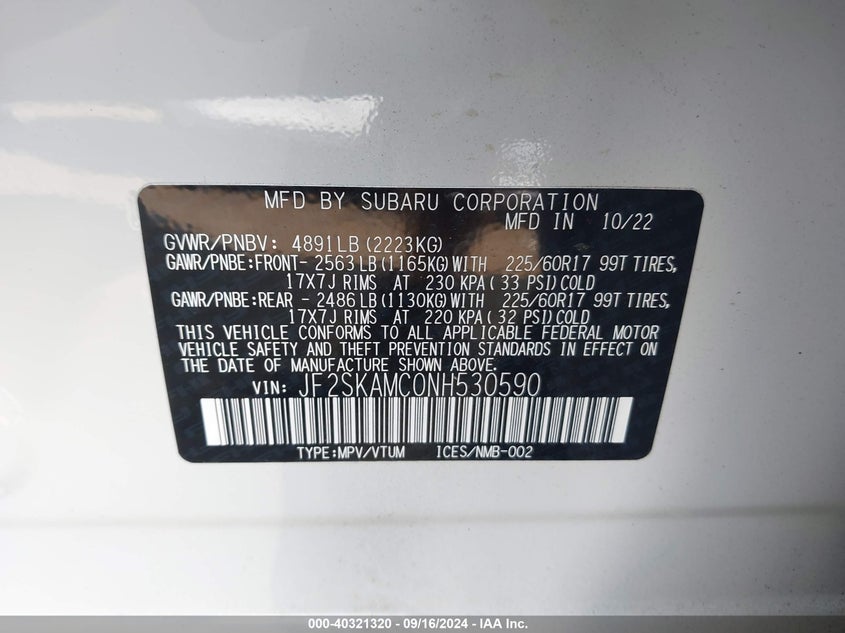 MFD BY SUBARU CORPORATION
MFD IN 10/22
GVWR/PNBV: 4891LB (2223KG)
GAWR/PNBE:FRONT- 2563 LB (1165KG) WITH 225/60R17 99T TIRES,
17X7J RIMS AT 230 KPA( 33 PSI) COLD
GAWR/PNBE:REAR - 2486 LB (1130KG) WITH 225/60R17 99T TIRES,
17X7J RIMS AT 220 KPA( 32 PSI) COLD
THIS VEHICLE CONFORMS TO ALL APPLICABLE FEDERAL MOTOR
VEHICLE SAFETY AND THEFT PREVENTION STANDARDS IN EFFECT ON
THE DATE OF MANUFACTURE SHOWN ABOVE.
VIN: JF2SKAMC0NH530590
TYPE:MPV/VTUM ICES/NMB-002
000-40321320 - 09/16/2024 - IAA Inc.